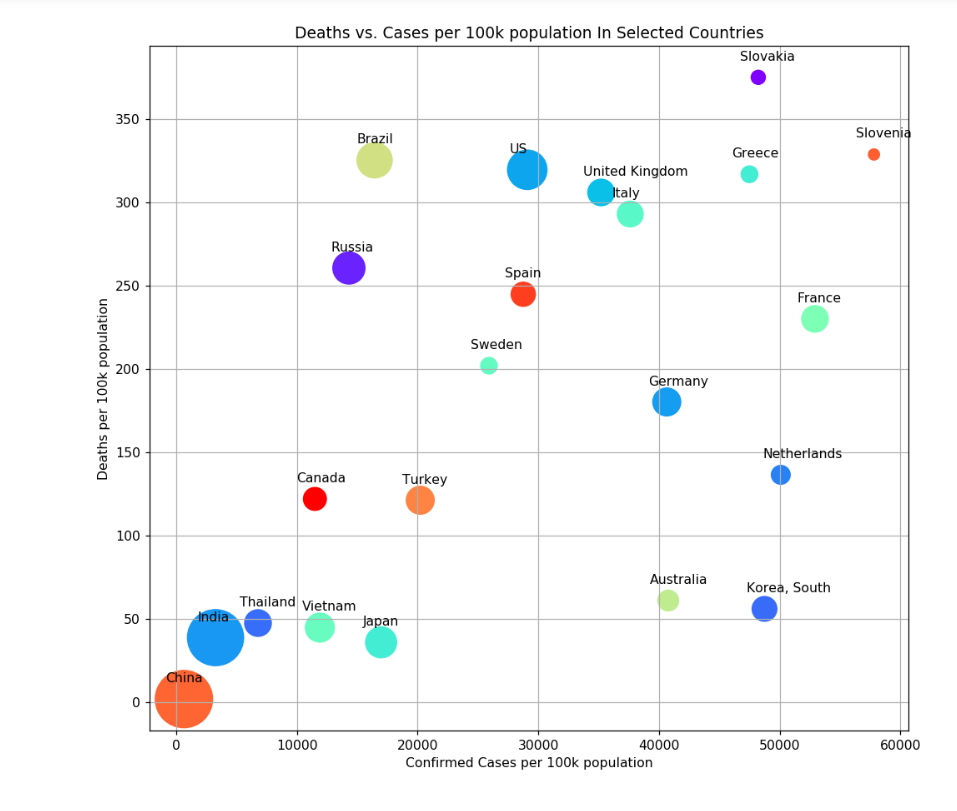 Deaths vs. Cases per 100k population In Selected Countries
Slovakia
Slovenia
350
Brazil
US
Greece
United Kingdom
Italy
300
Russia
Spain
250
France
Sweden
200
Germany
Deaths per 100k population
Netherlands
150
Canada
Turkey
100
Australia
Korea, South
Thailand
Vietnam
India
Japan
50
China
0
0 10000 20000 30000 40000 50000 60000
Confirmed Cases per 100k population